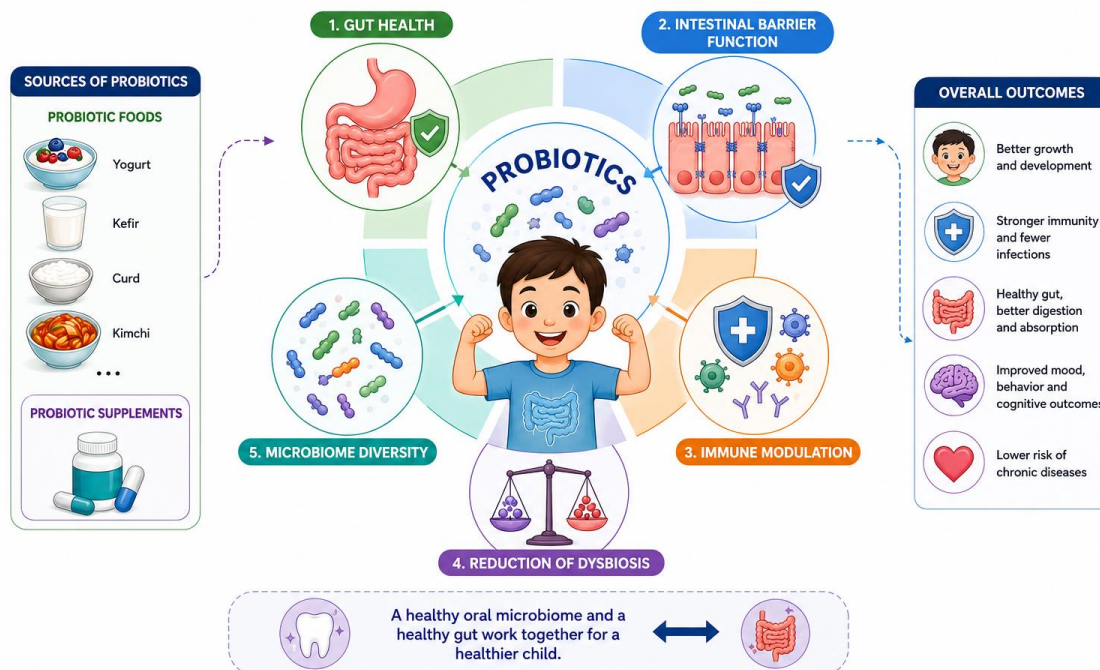 1. GUT HEALTH
2. INTESTINAL BARRIER
FUNCTION
SOURCES OF PROBIOTICS
PROBIOTIC FOODS
Yogurt
Kefir
Curd
Kimchi
...
PROBIOTIC SUPPLEMENTS
PROBIOTICS
5. MICROBIOME DIVERSITY
3. IMMUNE MODULATION
4. REDUCTION OF DYSBIOSIS
OVERALL OUTCOMES
Better growth
and development
Stronger immunity
and fewer
infections
Healthy gut,
better digestion
and absorption
Improved mood,
behavior and
cognitive outcomes
Lower risk of
chronic diseases
A healthy oral microbiome and a
healthy gut work together for a
healthier child.